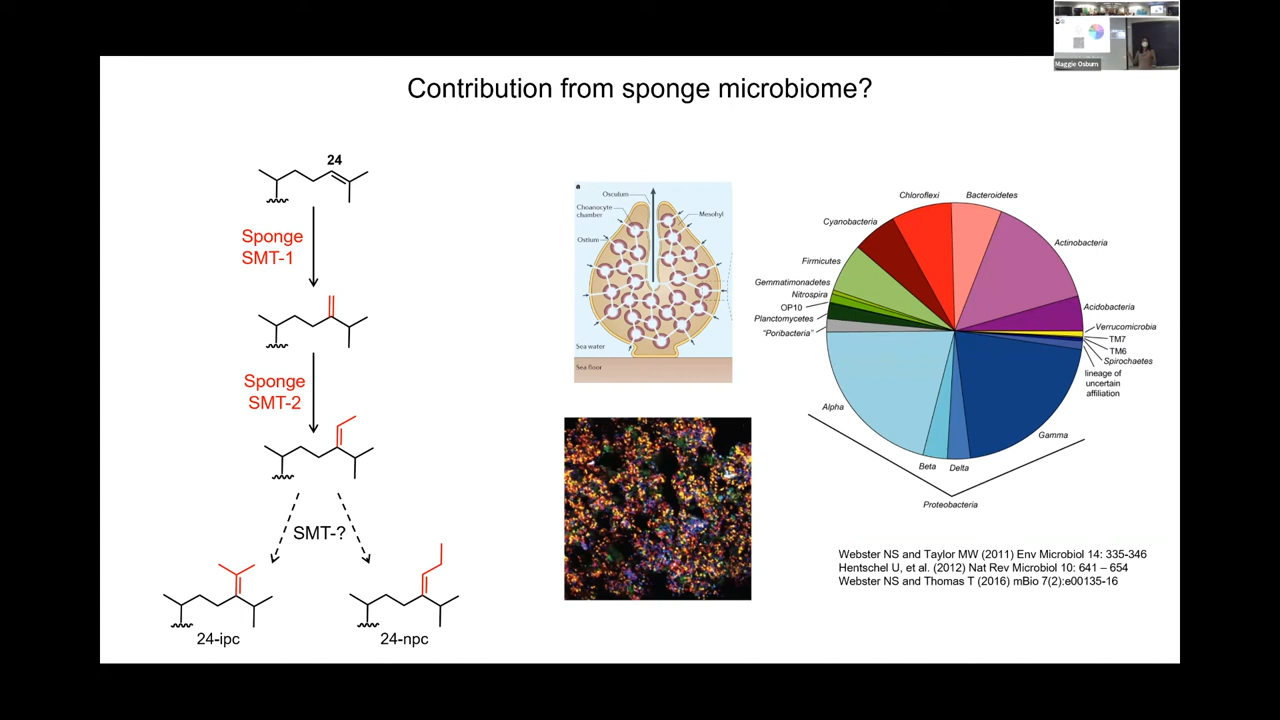 Maggie Osburn
Contribution from sponge microbiome?
24
Sponge
SMT-1
Sponge
SMT-2
SMT-?
24-ipc
24-npc
a
Osculum
Choanocyte
chamber
Mesohyl
Ostium
Sea water
Sea floor
Chloroflexi
Bacteroidetes
Cyanobacteria
Actinobacteria
Firmicutes
Gemmatimonadetes
Nitrospira
OP10
Planctomycetes
"Poribacteria"
Acidobacteria
Verrucomicrobia
TM7
TM6
Spirochaetes
lineage of
uncertain
affiliation
Alpha
Gamma
Beta
Delta
Proteobacteria
Webster NS and Taylor MW (2011) Env Microbiol 14: 335-346
Hentschel U, et al. (2012) Nat Rev Microbiol 10: 641 – 654
Webster NS and Thomas T (2016) mBio 7(2):e00135-16